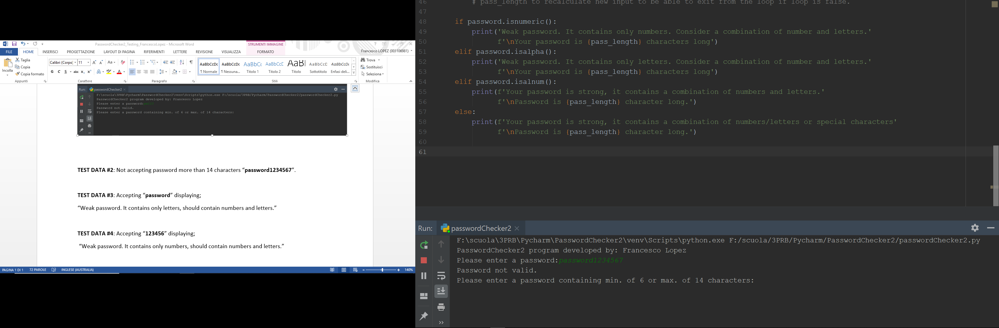 PasswordChecker2_Testing_FrancescoLopez - Microsoft Word
STRUMENTI IMMAGINE
FILE HOME INSERISCI PROGETTAZIONE LAYOUT DI PAGINA RIFERIMENTI LETTERE REVISIONE VISUALIZZA FORMATO
Francesco LOPEZ (001106981)
Incolla
Taglia
Copia
Copia formato
Appunti
Calibri (Corpo) 11
G C S abc x₂ x²
Carattere
Paragrafo
AaBbCcDc AaBbCcDc AaBbC( AaBbCcE AaBl AaBbCcD AaBbCcDt
¶ Normale ¶ Nessuna... Titolo 1 Titolo 2 Titolo Sottotitolo Enfasi deli...
Stili
Trova
Sostituisci
Seleziona
Modifica
Run: passwordChecker2
F:\scuola\3PRB\Pycharm\PasswordChecker2\venv\Scripts\python.exe F:/scuola/3PRB/Pycharm/PasswordChecker2/passwordChecker2.py
PasswordChecker2 program developed by: Francesco Lopez
Please enter a password:pw123
Password not valid.
Please enter a password containing min. of 6 or max. of 14 characters:
TEST DATA #2: Not accepting password more than 14 characters “password1234567”.
TEST DATA #3: Accepting “password” displaying;
“Weak password. It contains only letters, should contain numbers and letters.”
TEST DATA #4: Accepting “123456” displaying;
“Weak password. It contains only numbers, should contain numbers and letters.”
PAGINA 1 DI 1 72 PAROLE INGLESE (AUSTRALIA) 140%
46 # pass_length to recalculate new input to be able to exit from the loop if loop is false.
47
48 if password.isnumeric():
49 print('Weak password. It contains only numbers. Consider a combination of number and letters.'
50 f'\nYour password is {pass_length} characters long')
51 elif password.isalpha():
52 print('Weak password. It contains only letters. Consider a combination of number and letters.'
53 f'\nYour password is {pass_length} characters long')
54 elif password.isalnum():
55 print(f'Your password is strong, it contains a combination of numbers and letters.'
56 f'\nPassword is {pass_length} character long.')
57 else:
58 print(f'Your password is strong, it contains a combination of numbers/letters or special characters'
59 f'\nPassword is {pass_length} character long.')
60
61
Run: passwordChecker2
F:\scuola\3PRB\Pycharm\PasswordChecker2\venv\Scripts\python.exe F:/scuola/3PRB/Pycharm/PasswordChecker2/passwordChecker2.py
PasswordChecker2 program developed by: Francesco Lopez
Please enter a password:password1234567
Password not valid.
Please enter a password containing min. of 6 or max. of 14 characters: